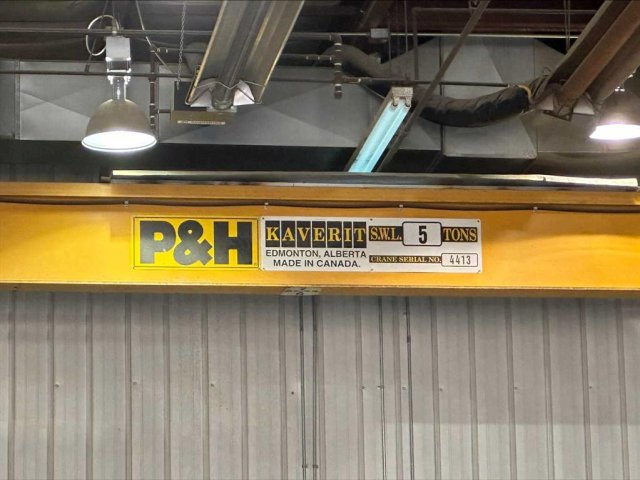 P&H
KAVERIT
EDMONTON, ALBERTA
MADE IN CANADA.
S.W.L. 5 TONS
CRANE SERIAL NO. 4413